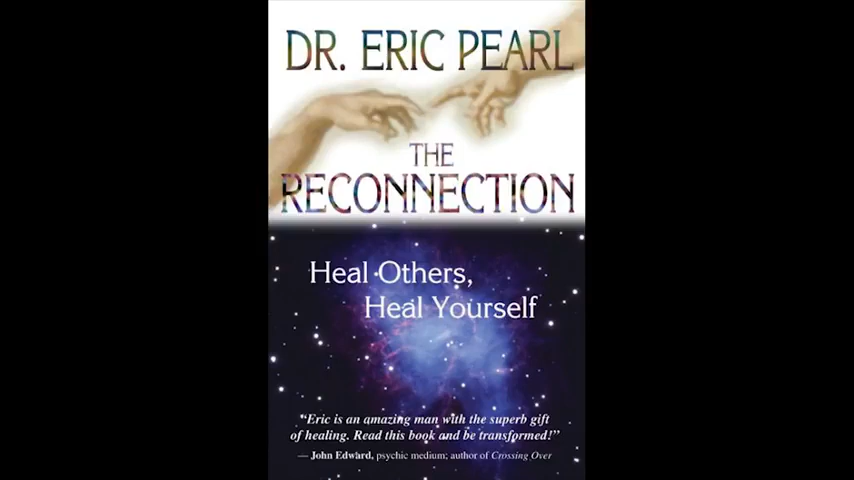 DR. ERIC PEARL
THE
RECONNECTION
Heal Others,
Heal Yourself
“Eric is an amazing man with the superb gift
of healing. Read this book and be transformed!”
— John Edward, psychic medium; author of Crossing Over